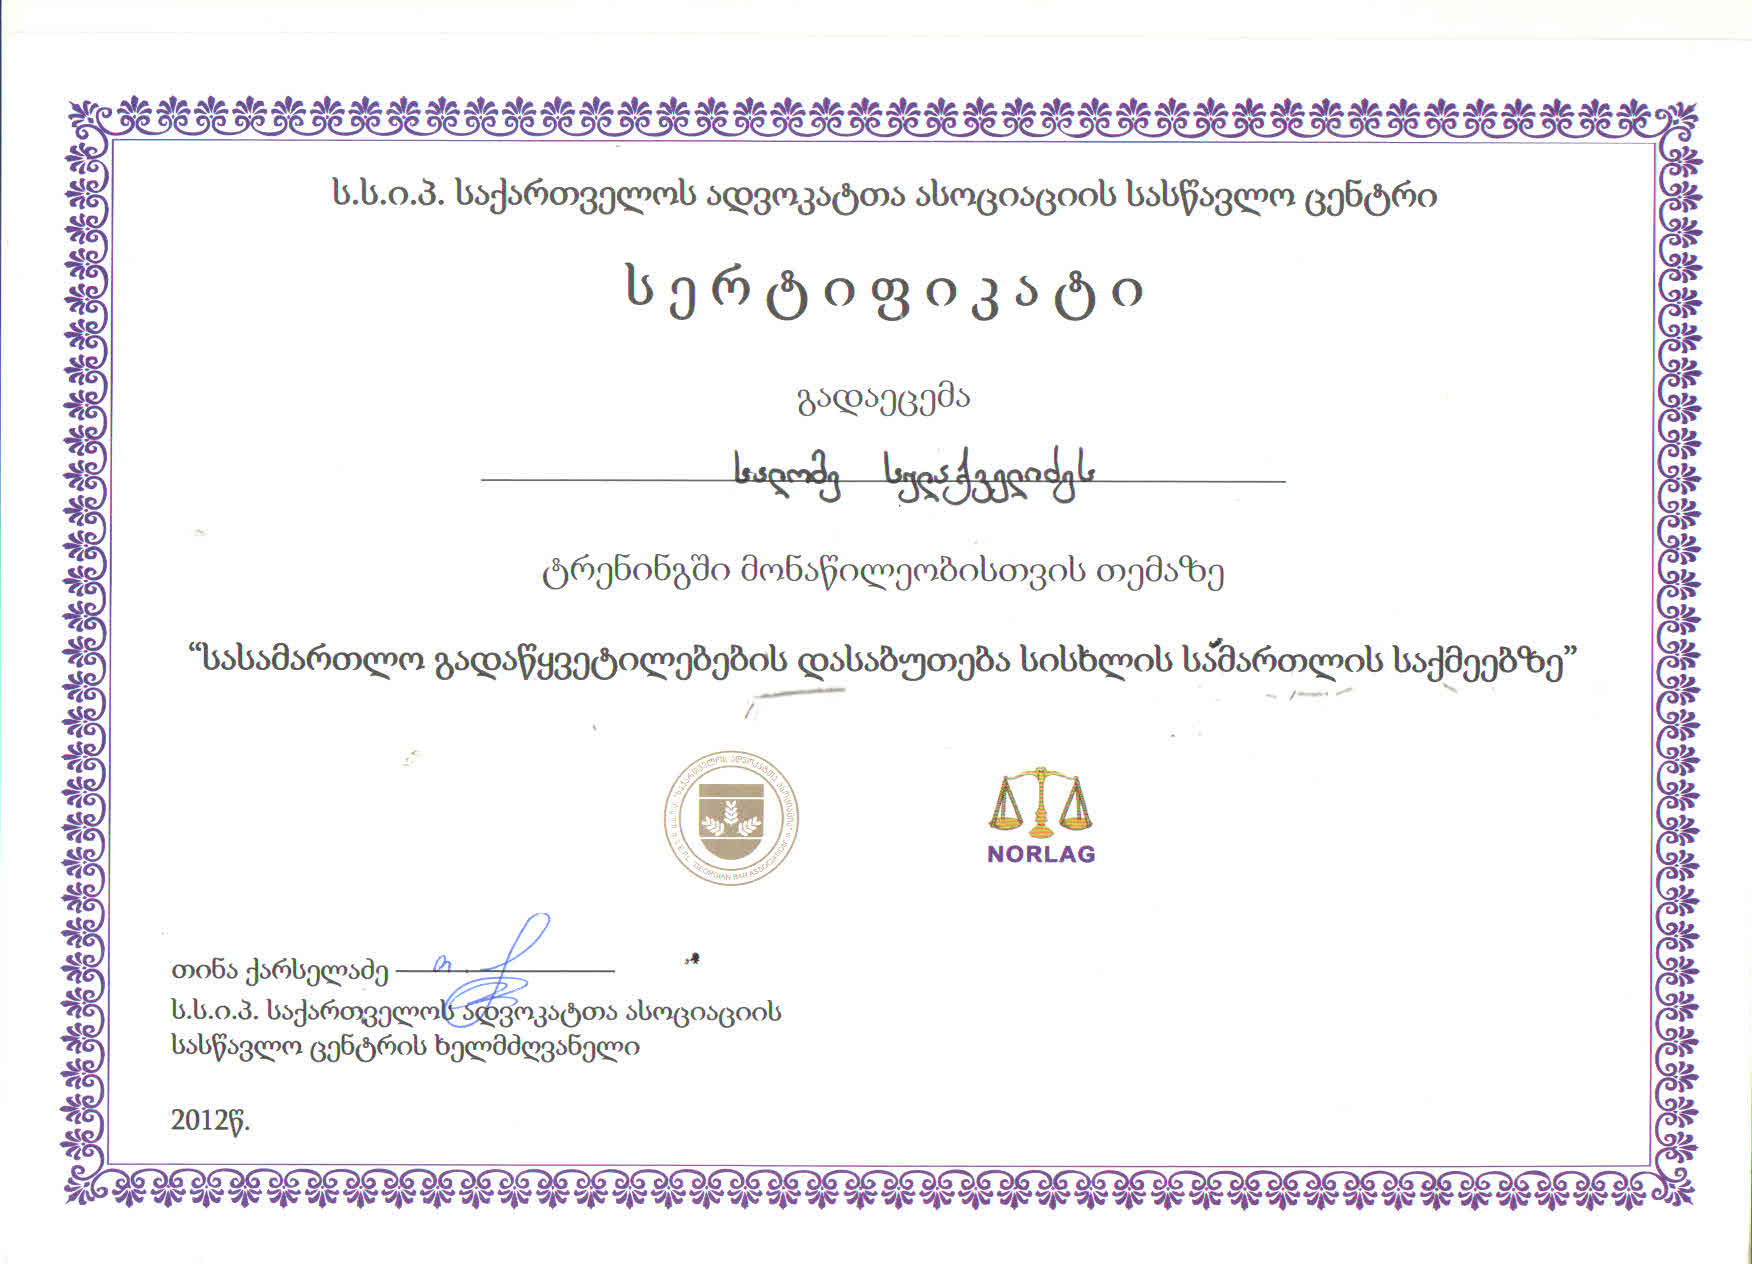 ს.ს.ი.პ. საქართველოს ადვოკატთა ასოციაციის სასწავლო ცენტრი
სერტიფიკატი
გადაეცემა
სალომე სულაქველიძეს
ტრენინგში მონაწილეობისთვის თემაზე
“სასამართლო გადაწყვეტილებების დასაბუთება სისხლის სამართლის საქმეებზე”
NORLAG
თინა ქარსელაძე
ს.ს.ი.პ. საქართველოს ადვოკატთა ასოციაციის
სასწავლო ცენტრის ხელმძღვანელი
2012წ.